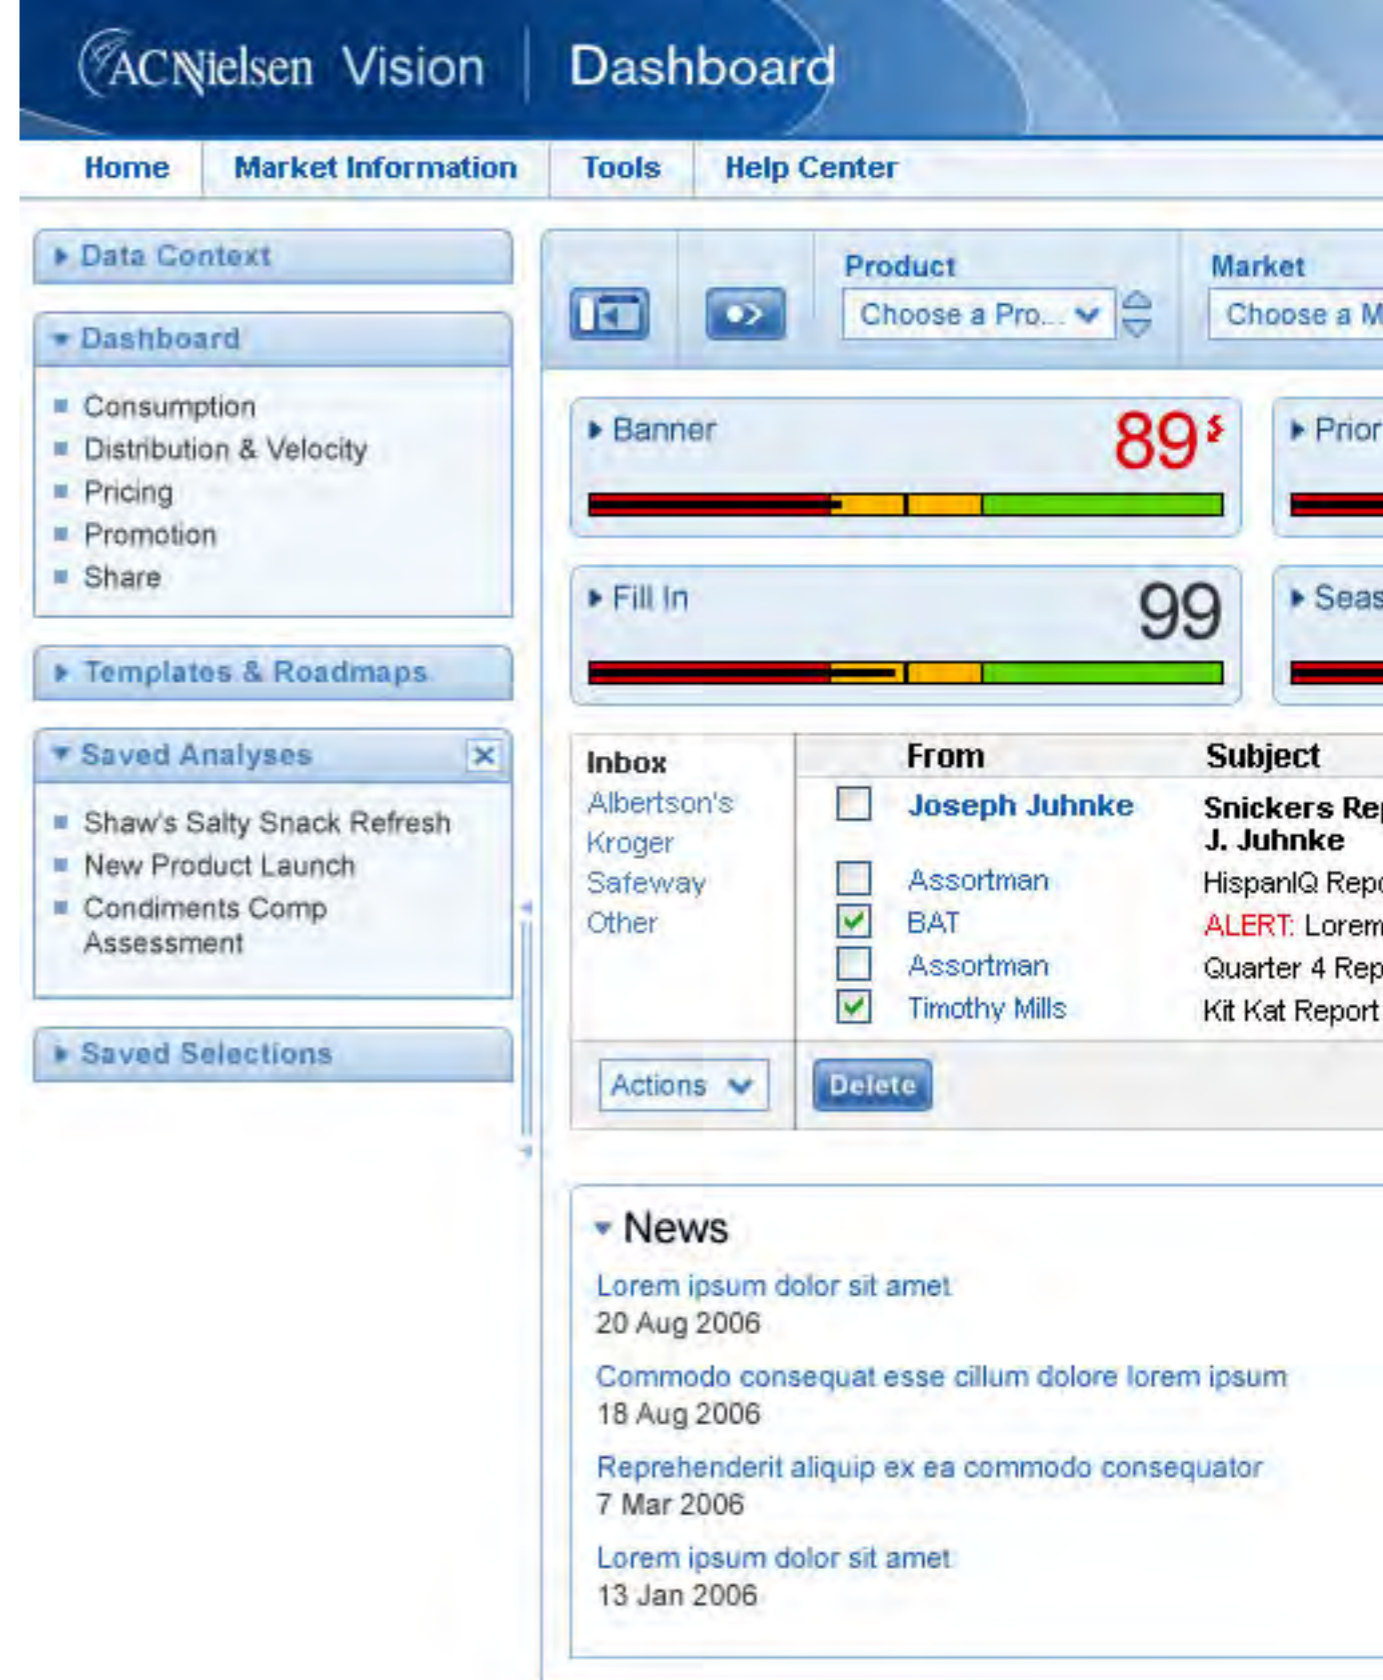 ACNielsen Vision Dashboard
Home Market Information Tools Help Center
Data Context
Dashboard
Consumption
Distribution & Velocity
Pricing
Promotion
Share
Templates & Roadmaps
Saved Analyses
Shaw's Salty Snack Refresh
New Product Launch
Condiments Comp
Assessment
Saved Selections
Product Market
Choose a Pro... Choose a M
Banner 89 Prior
Fill In 99 Seas
Inbox
Albertson's
Kroger
Safeway
Other
Actions
From Subject
Joseph Juhnke Snickers Rep
J. Juhnke
Assortman HispanIQ Repo
BAT ALERT: Lorem
Assortman Quarter 4 Rep
Timothy Mills Kit Kat Report
Delete
News
Lorem ipsum dolor sit amet
20 Aug 2006
Commodo consequat esse cillum dolore lorem ipsum
18 Aug 2006
Reprehenderit aliquip ex ea commodo consequator
7 Mar 2006
Lorem ipsum dolor sit amet
13 Jan 2006